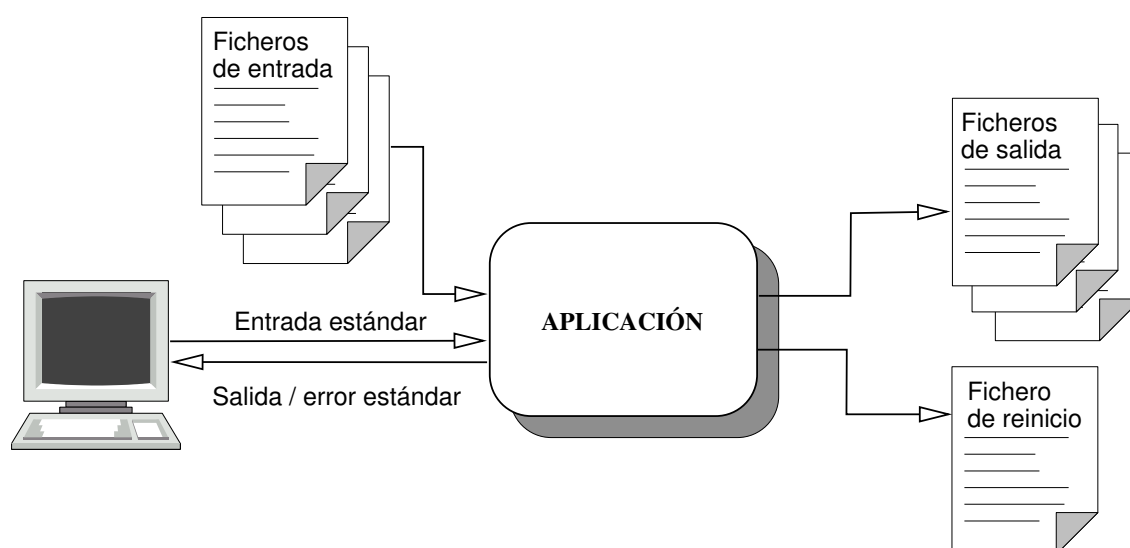 Ficheros
de entrada
Ficheros
de salida
Entrada estándar
APLICACIÓN
Salida / error estándar
Fichero
de reinicio